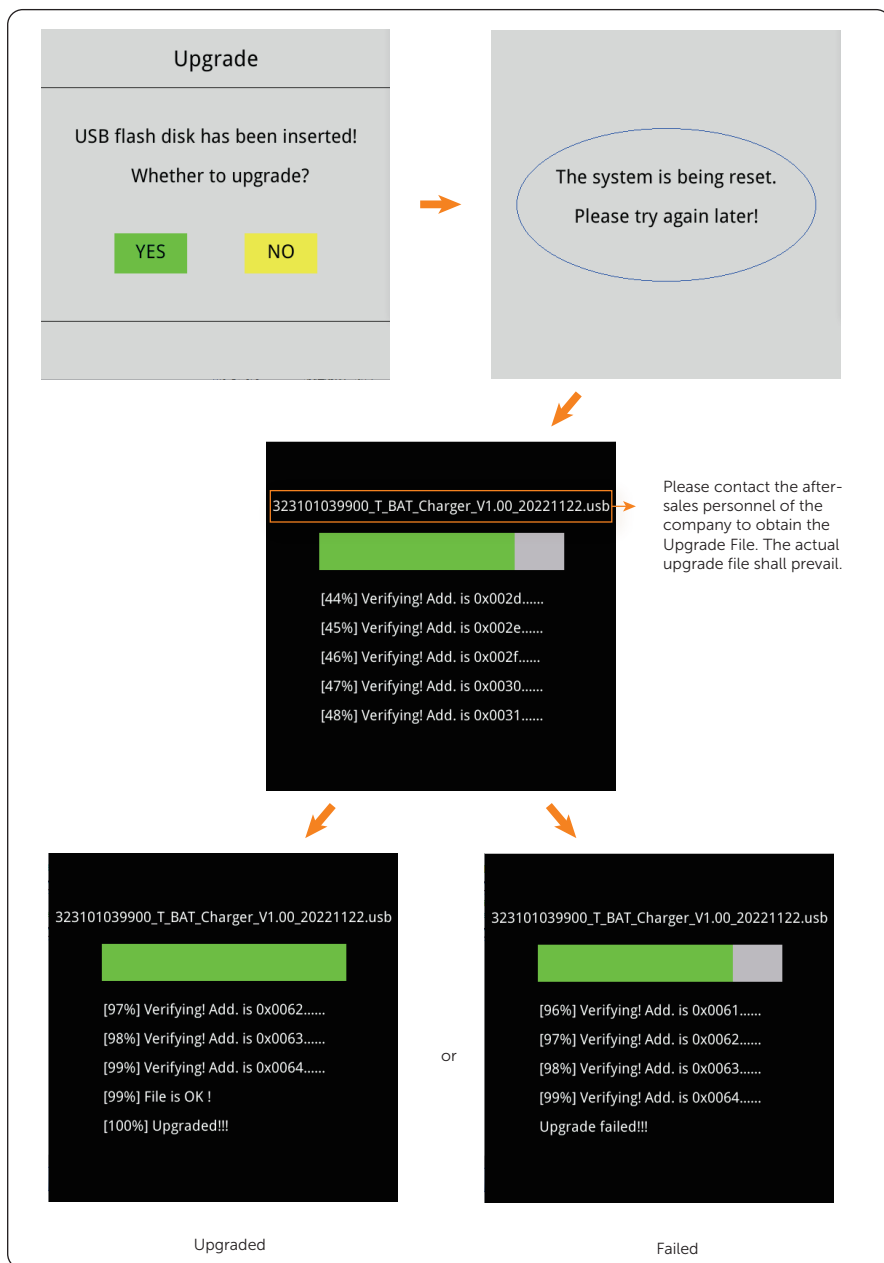 Upgrade
USB flash disk has been inserted!
Whether to upgrade?
YES
NO
The system is being reset.
Please try again later!
323101039900_T_BAT_Charger_V1.00_20221122.usb
[44%] Verifying! Add. is 0x002d......
[45%] Verifying! Add. is 0x002e......
[46%] Verifying! Add. is 0x002f......
[47%] Verifying! Add. is 0x0030......
[48%] Verifying! Add. is 0x0031......
Please contact the after-
sales personnel of the
company to obtain the
Upgrade File. The actual
upgrade file shall prevail.
323101039900_T_BAT_Charger_V1.00_20221122.usb
[97%] Verifying! Add. is 0x0062......
[98%] Verifying! Add. is 0x0063......
[99%] Verifying! Add. is 0x0064......
[99%] File is OK !
[100%] Upgraded!!!
Upgraded
or
323101039900_T_BAT_Charger_V1.00_20221122.usb
[96%] Verifying! Add. is 0x0061......
[97%] Verifying! Add. is 0x0062......
[98%] Verifying! Add. is 0x0063......
[99%] Verifying! Add. is 0x0064......
Upgrade failed!!!
Failed